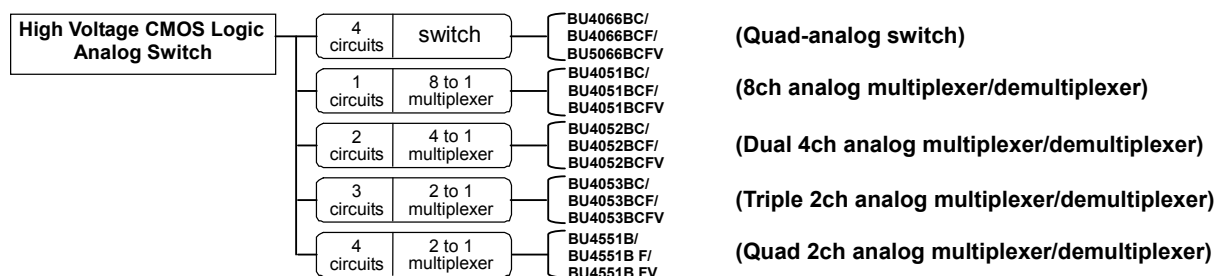 High Voltage CMOS Logic
Analog Switch
4
circuits
switch
BU4066BC/
BU4066BCF/
BU5066BCFV
(Quad-analog switch)
1
circuits
8 to 1
multiplexer
BU4051BC/
BU4051BCF/
BU4051BCFV
(8ch analog multiplexer/demultiplexer)
2
circuits
4 to 1
multiplexer
BU4052BC/
BU4052BCF/
BU4052BCFV
(Dual 4ch analog multiplexer/demultiplexer)
3
circuits
2 to 1
multiplexer
BU4053BC/
BU4053BCF/
BU4053BCFV
(Triple 2ch analog multiplexer/demultiplexer)
4
circuits
2 to 1
multiplexer
BU4551B/
BU4551B F/
BU4551B FV
(Quad 2ch analog multiplexer/demultiplexer)